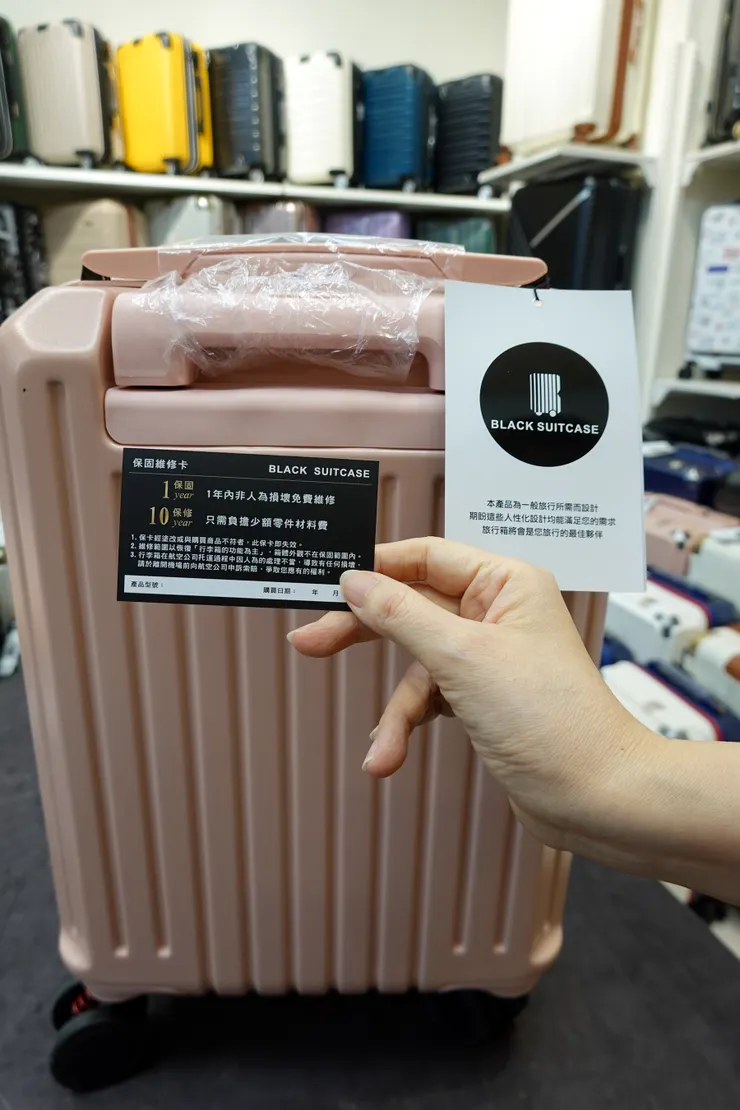 保固維修卡 BLACK SUITCASE
1 year 保固 1年內非人為損壞免費維修
10 year 保修 只需負擔少額零件材料費
1. 保卡經塗改或與購買商品不符者，此保卡即失效。
2. 維修範圍以恢復「行李箱的功能為主」，箱體外觀不在保固範圍內。
3. 行李箱在航空公司托運過程中因人為的處理不當，導致有任何損壞，
請於離開機場前向航空公司申訴索賠，爭取您應有的權利。
產品型號： 購買日期： 年 月
BLACK SUITCASE
本產品為一般旅行所需而設計
期盼這些人性化設計均能滿足您的需求
旅行箱將會是您旅行的最佳夥伴